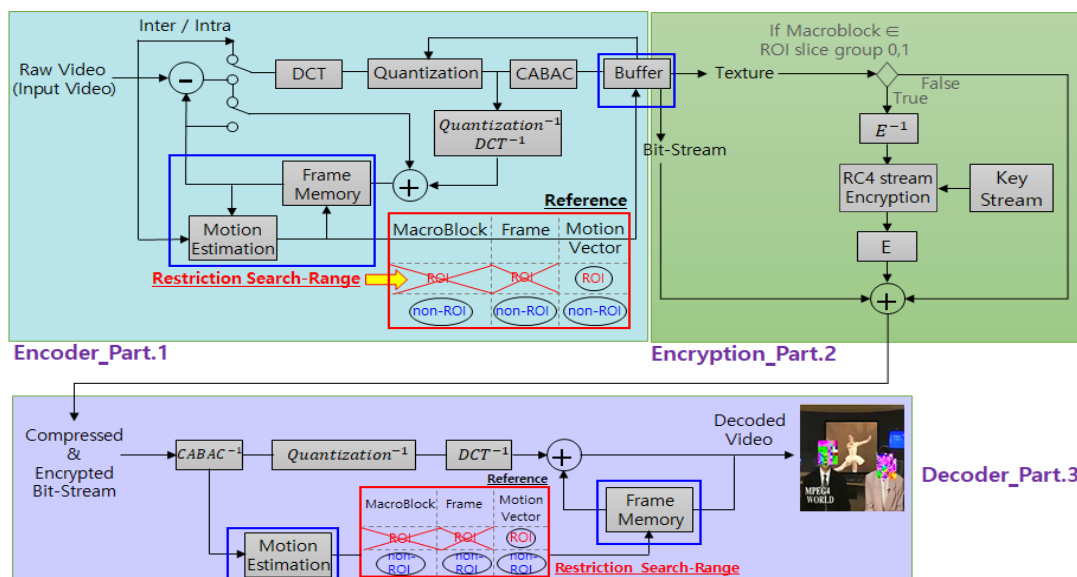 Inter / Intra
Raw Video
(Input Video)
−
DCT
Quantization
CABAC
Buffer
Quantization⁻¹
DCT⁻¹
Frame
Memory
+
Motion
Estimation
Reference
MacroBlock Frame Motion
Vector
Restriction Search-Range
ROI ROI ROI
non-ROI non-ROI non-ROI
Encoder_Part.1
If Macroblock ∈
ROI slice group 0,1
Texture
False
True
E⁻¹
Bit-Stream
RC4 stream
Encryption
Key
Stream
E
+
Encryption_Part.2
Compressed
&
Encrypted
Bit-Stream
CABAC⁻¹
Quantization⁻¹
DCT⁻¹
+
Decoded
Video
Reference
MacroBlock Frame Motion
Vector
ROI ROI ROI
non-ROI non-ROI non-ROI
Frame
Memory
Motion
Estimation
Restriction Search-Range
MPEG4
WORLD
Decoder_Part.3